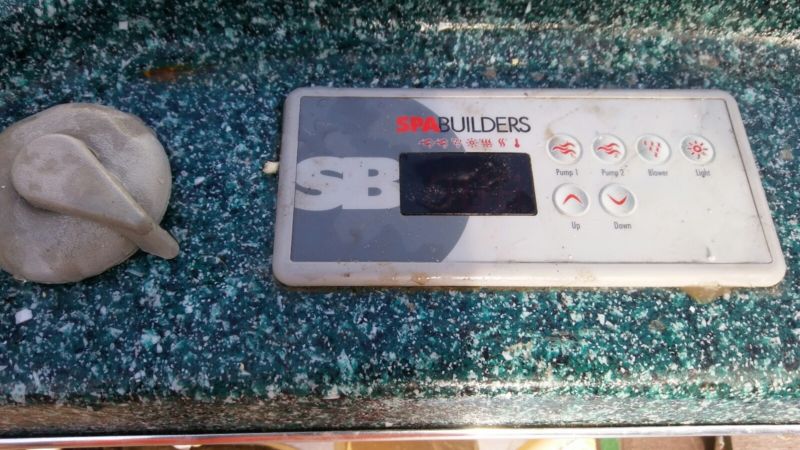 SPABUILDERS
SB
Pump 1 Pump 2 Blower Light
Up Down